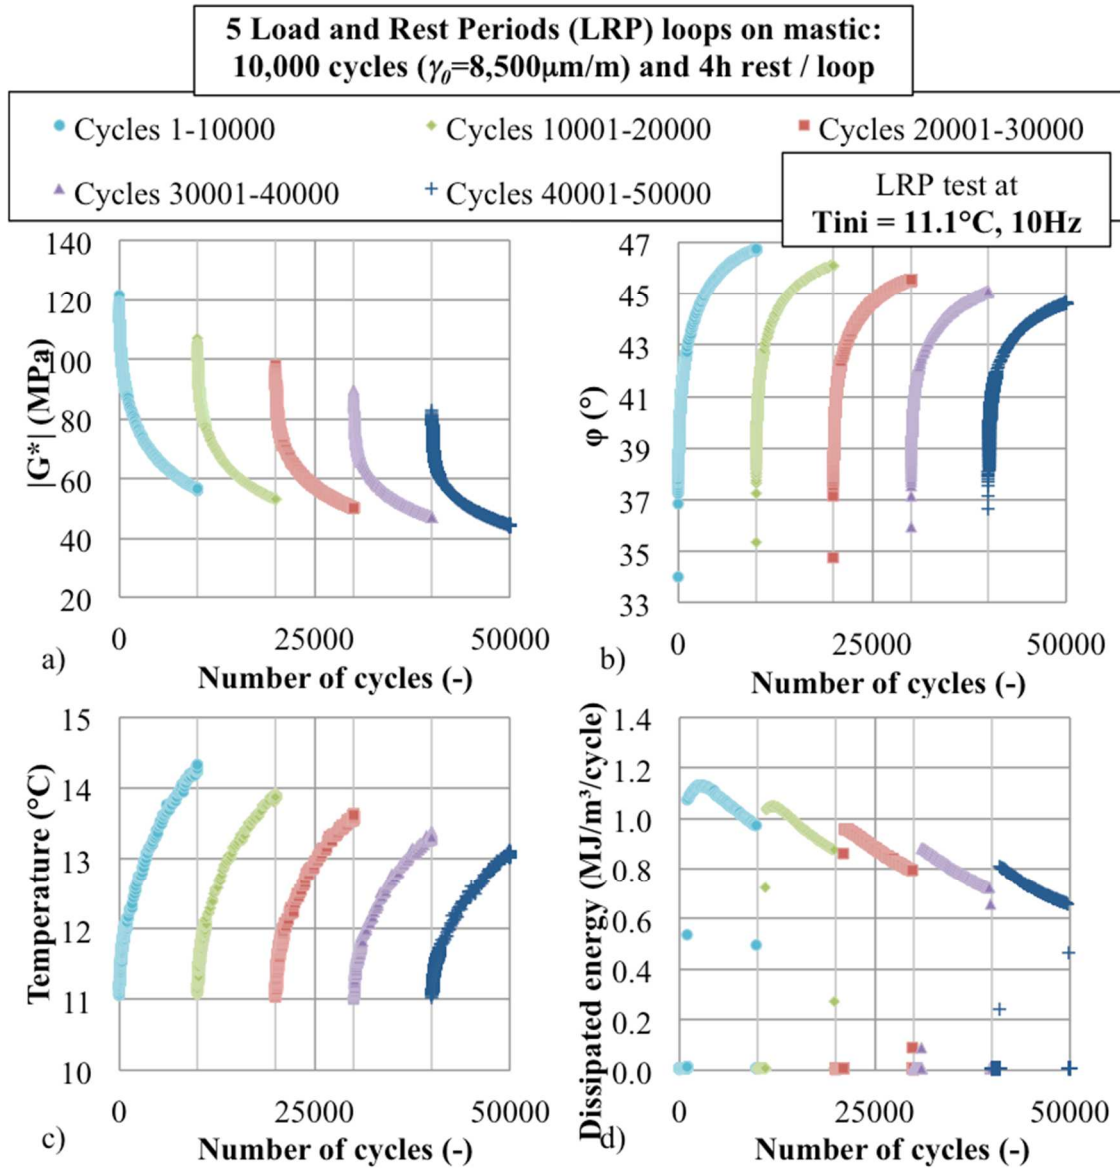 5 Load and Rest Periods (LRP) loops on mastic:
10,000 cycles (γ0=8,500μm/m) and 4h rest / loop
Cycles 1-10000
Cycles 10001-20000
Cycles 20001-30000
Cycles 30001-40000
Cycles 40001-50000
LRP test at
Tini = 11.1°C, 10Hz
|G*| (MPa)
140
120
100
80
60
40
20
0
25000
50000
a)
Number of cycles (-)
φ (°)
47
45
43
41
39
37
35
33
0
25000
50000
b)
Number of cycles (-)
Temperature (°C)
15
14
13
12
11
10
0
25000
50000
c)
Number of cycles (-)
Dissipated energy (MJ/m³/cycle)
1.4
1.2
1.0
0.8
0.6
0.4
0.2
0.0
0
25000
50000
d)
Number of cycles (-)